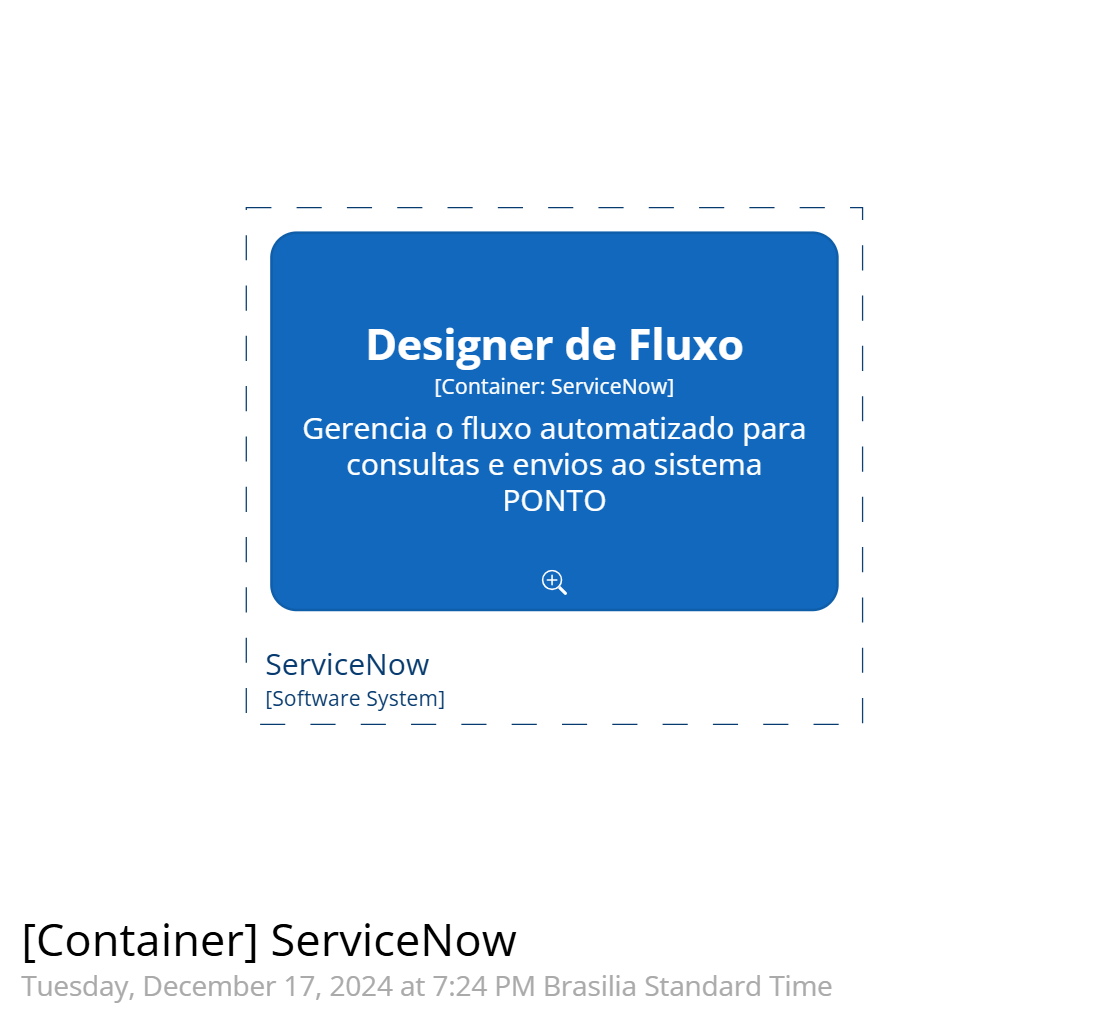 Designer de Fluxo
[Container: ServiceNow]
Gerencia o fluxo automatizado para
consultas e envios ao sistema
PONTO
ServiceNow
[Software System]
[Container] ServiceNow
Tuesday, December 17, 2024 at 7:24 PM Brasilia Standard Time